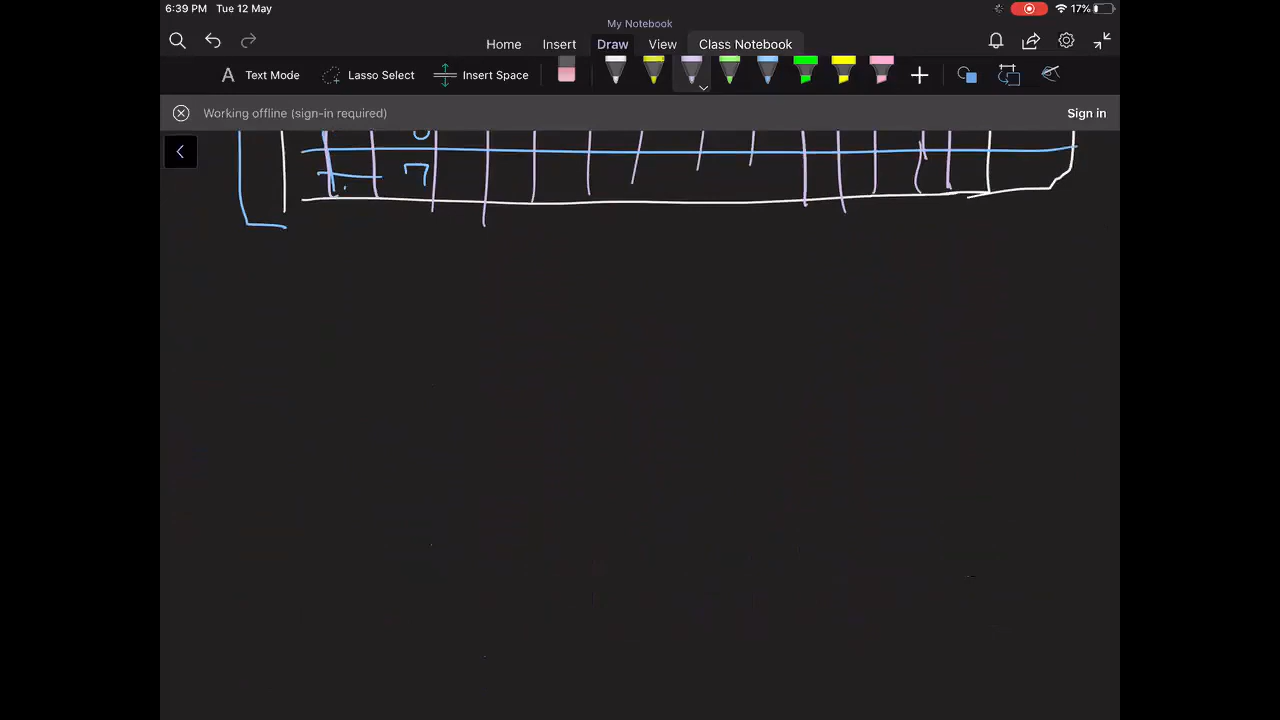 6:39 PM Tue 12 May 17%
My Notebook
Home Insert Draw View Class Notebook
A Text Mode Lasso Select Insert Space
Working offline (sign-in required) Sign in
7